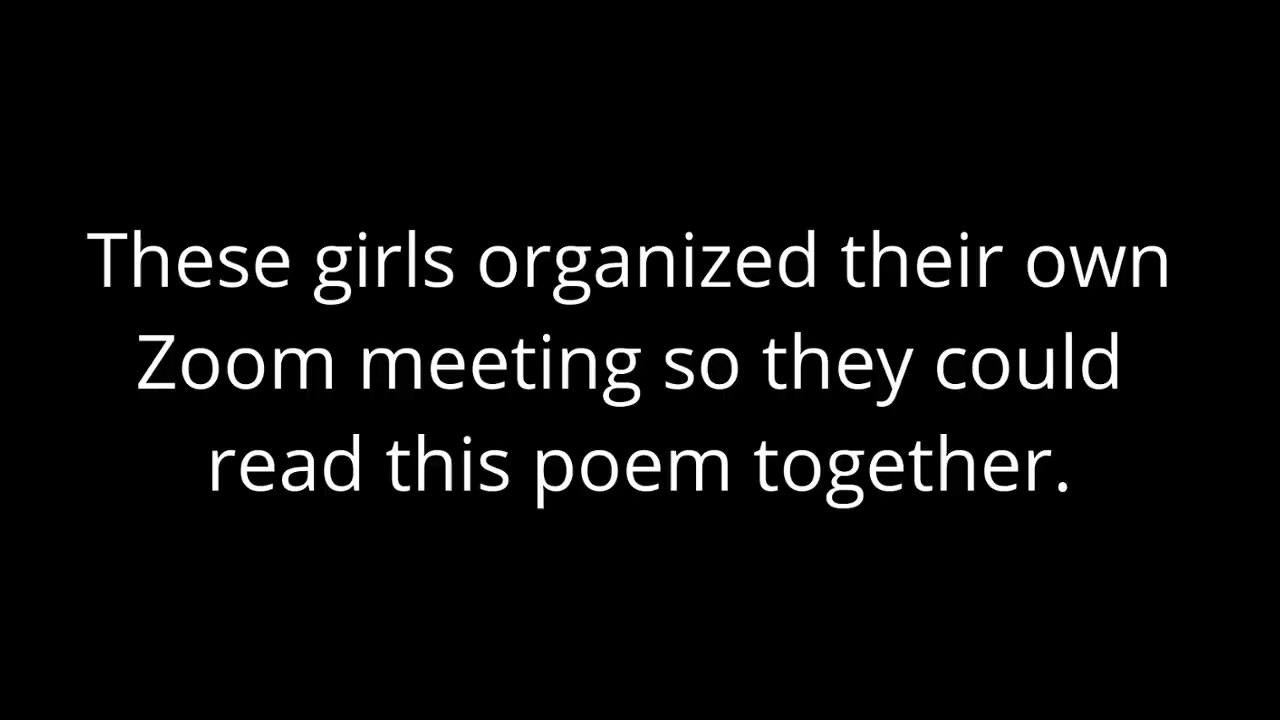 These girls organized their own
Zoom meeting so they could
read this poem together.